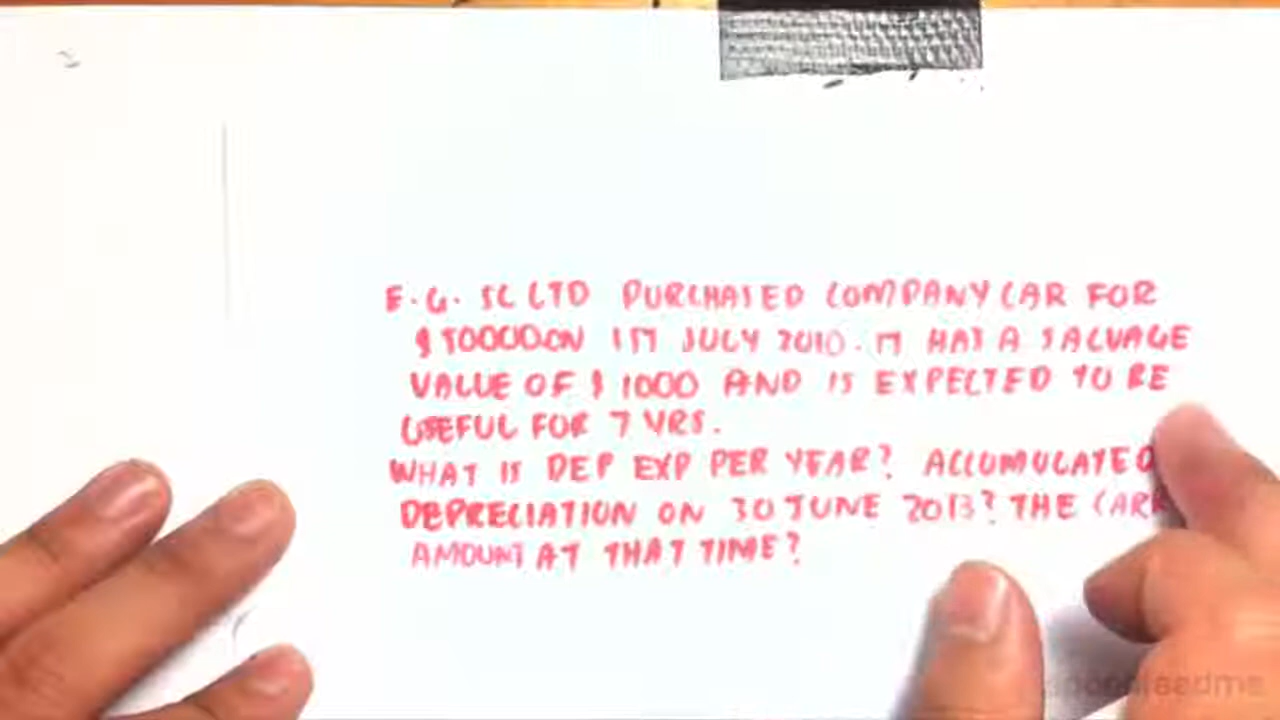 E.G. SC LTD PURCHASED COMPANY CAR FOR
$50000 ON 1ST JULY 2010. IT HAS A SALVAGE
VALUE OF $1000 AND IS EXPECTED TO BE
USEFUL FOR 7 YRS.
WHAT IS DEP EXP PER YEAR? ACCUMULATED
DEPRECIATION ON 30 JUNE 2013? THE CARR
AMOUNT AT THAT TIME?